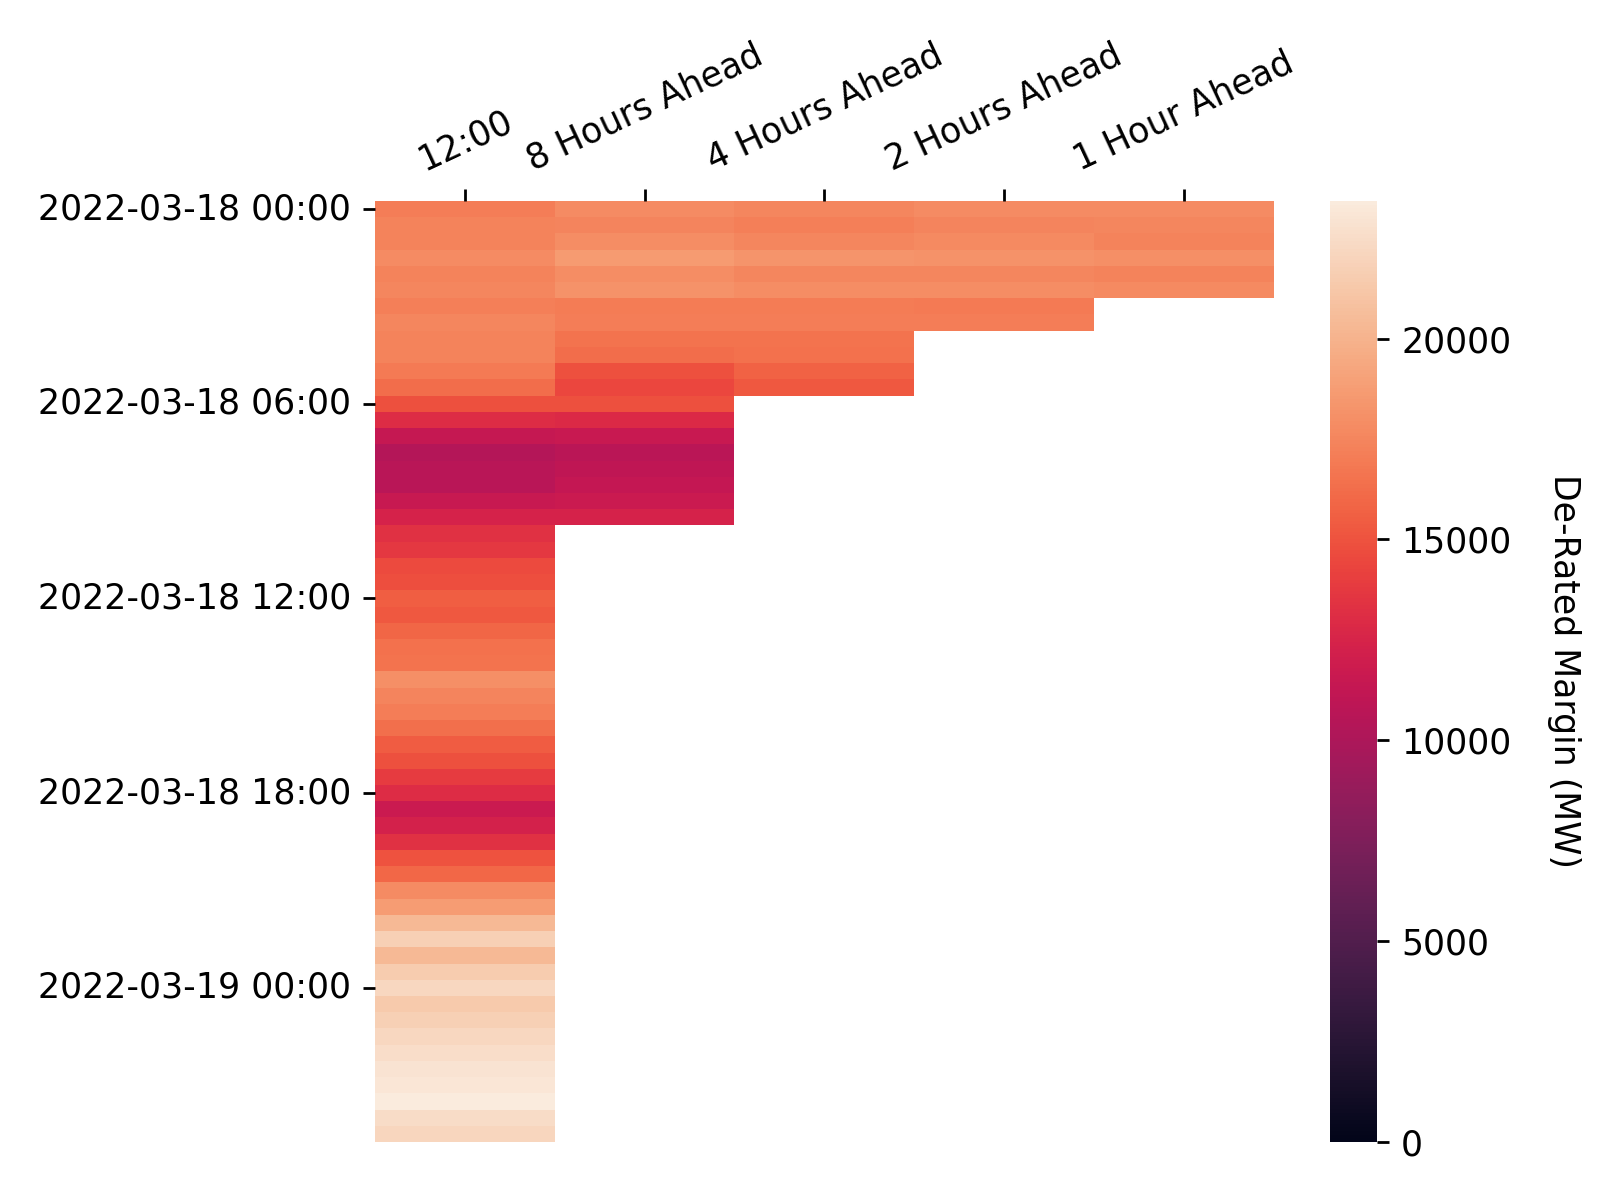 12:00
8 Hours Ahead
4 Hours Ahead
2 Hours Ahead
1 Hour Ahead
2022-03-18 00:00
2022-03-18 06:00
2022-03-18 12:00
2022-03-18 18:00
2022-03-19 00:00
20000
15000
10000
5000
0
De-Rated Margin (MW)